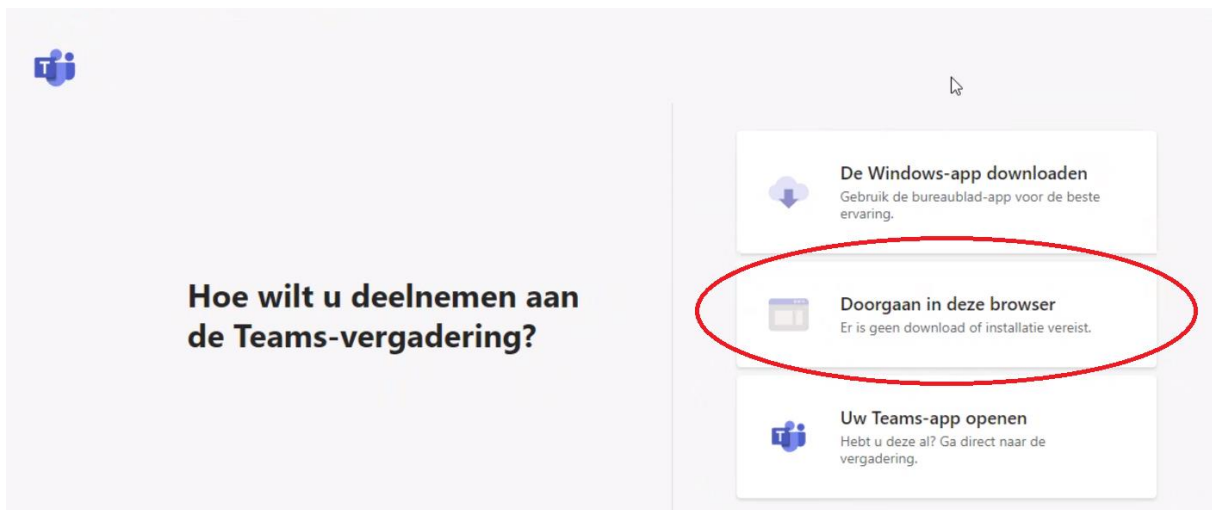 Hoe wilt u deelnemen aan
de Teams-vergadering?
De Windows-app downloaden
Gebruik de bureaublad-app voor de beste
ervaring.
Doorgaan in deze browser
Er is geen download of installatie vereist.
Uw Teams-app openen
Hebt u deze al? Ga direct naar de
vergadering.